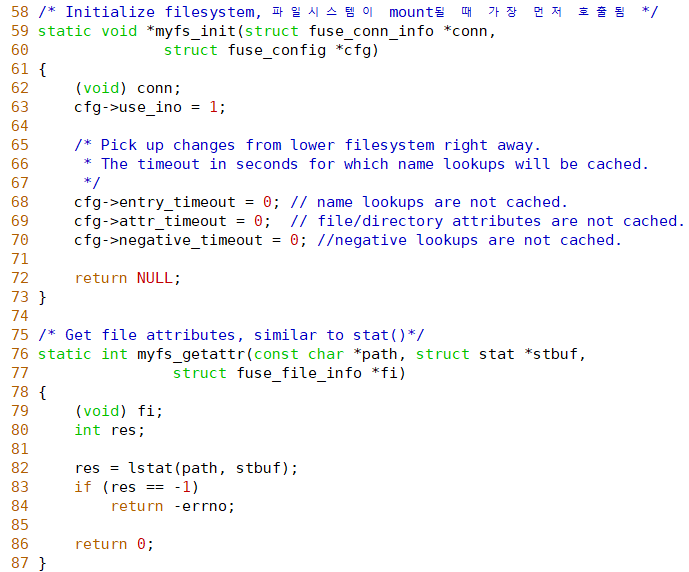 58 /* Initialize filesystem, 파일시스템이 mount될 때 가장 먼저 호출됨 */
59 static void *myfs_init(struct fuse_conn_info *conn,
60               struct fuse_config *cfg)
61 {
62     (void) conn;
63     cfg->use_ino = 1;
64
65     /* Pick up changes from lower filesystem right away.
66      * The timeout in seconds for which name lookups will be cached.
67      */
68     cfg->entry_timeout = 0; // name lookups are not cached.
69     cfg->attr_timeout = 0;  // file/directory attributes are not cached.
70     cfg->negative_timeout = 0; //negative lookups are not cached.
71
72     return NULL;
73 }
74
75 /* Get file attributes, similar to stat()*/
76 static int myfs_getattr(const char *path, struct stat *stbuf,
77                struct fuse_file_info *fi)
78 {
79     (void) fi;
80     int res;
81
82     res = lstat(path, stbuf);
83     if (res == -1)
84         return -errno;
85
86     return 0;
87 }